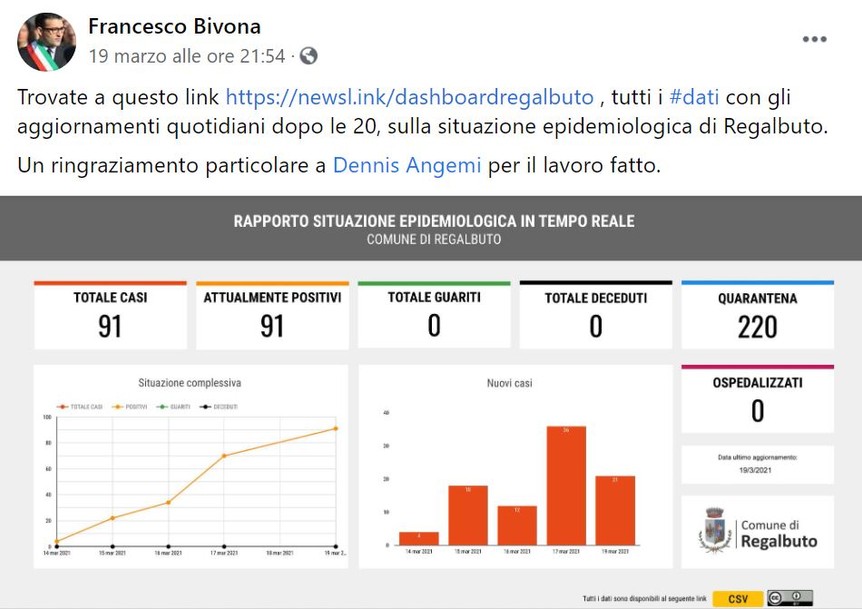 Francesco Bivona
19 marzo alle ore 21:54 ·
Trovate a questo link https://newsl.ink/dashboardregalbuto , tutti i #dati con gli
aggiornamenti quotidiani dopo le 20, sulla situazione epidemiologica di Regalbuto.
Un ringraziamento particolare a Dennis Angemi per il lavoro fatto.
RAPPORTO SITUAZIONE EPIDEMIOLOGICA IN TEMPO REALE
COMUNE DI REGALBUTO
TOTALE CASI
91
ATTUALMENTE POSITIVI
91
TOTALE GUARITI
0
TOTALE DECEDUTI
0
QUARANTENA
220
Situazione complessiva
TOTALE CASI POSITIVI GUARITI DECEDUTI
100
80
60
40
20
0
14 mar 2021 15 mar 2021 16 mar 2021 17 mar 2021 18 mar 2021 19 mar 2...
Nuovi casi
40
30
20
10
0
4 18 12 36 21
14 mar 2021 15 mar 2021 16 mar 2021 17 mar 2021 19 mar 2021
OSPEDALIZZATI
0
Data ultimo aggiornamento:
19/3/2021
Comune di
Regalbuto
Tutti i dati sono disponibili al seguente link CSV
CC BY